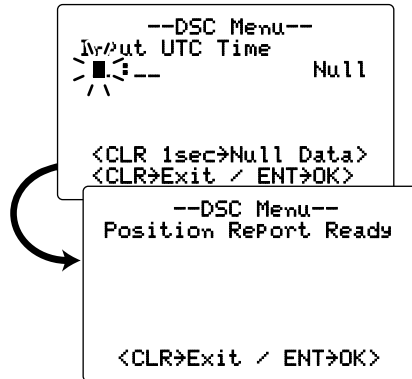 --DSC Menu--
Input UTC Time
:__ Null
<CLR 1sec→Null Data>
<CLR→Exit / ENT→OK>
--DSC Menu--
Position RePort Ready
<CLR→Exit / ENT→OK>